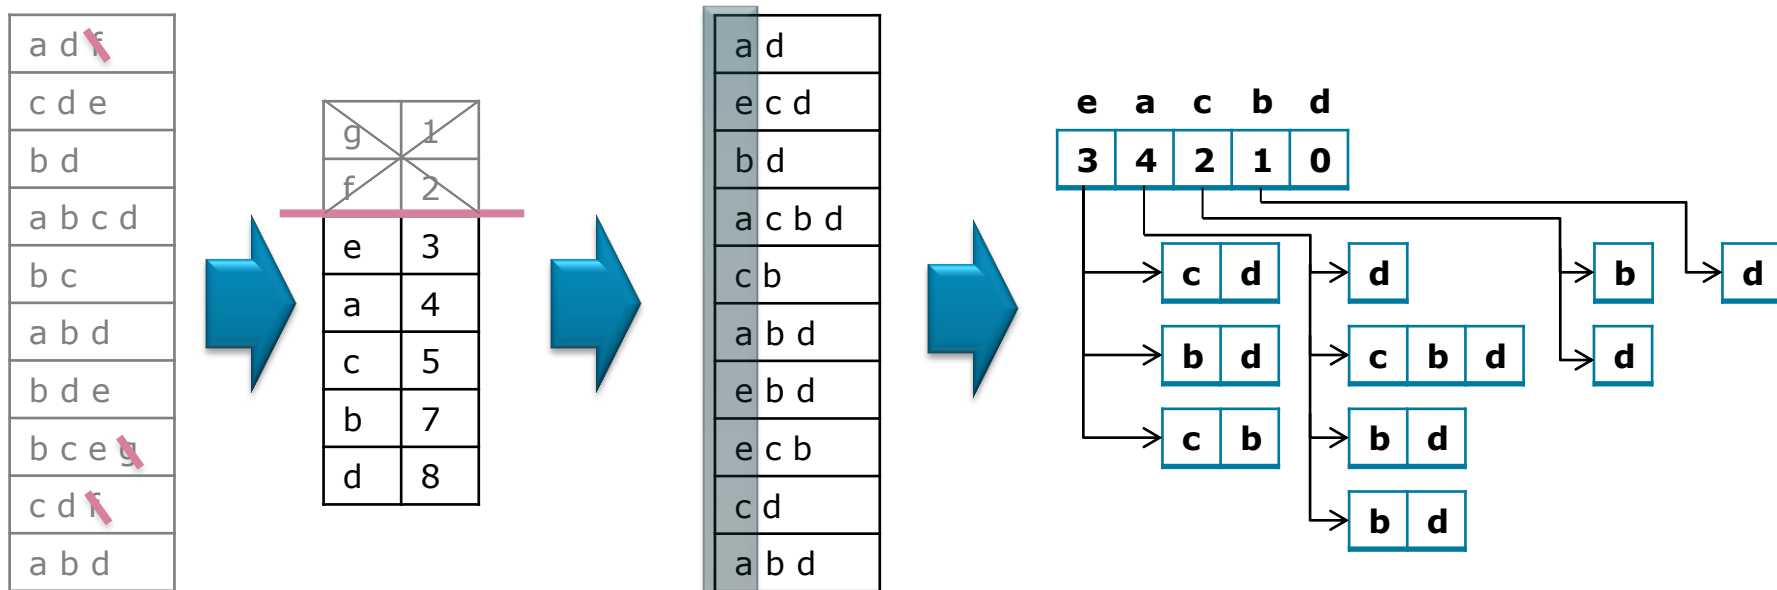 a d f
c d e
b d
a b c d
b c
a b d
b d e
b c e g
c d f
a b d
g 1
f 2
e 3
a 4
c 5
b 7
d 8
a d
e c d
b d
a c b d
c b
a b d
e b d
e c b
c d
a b d
e a c b d
3 4 2 1 0
c d
d
b
d
b d
c b d
d
c b
b d
b d